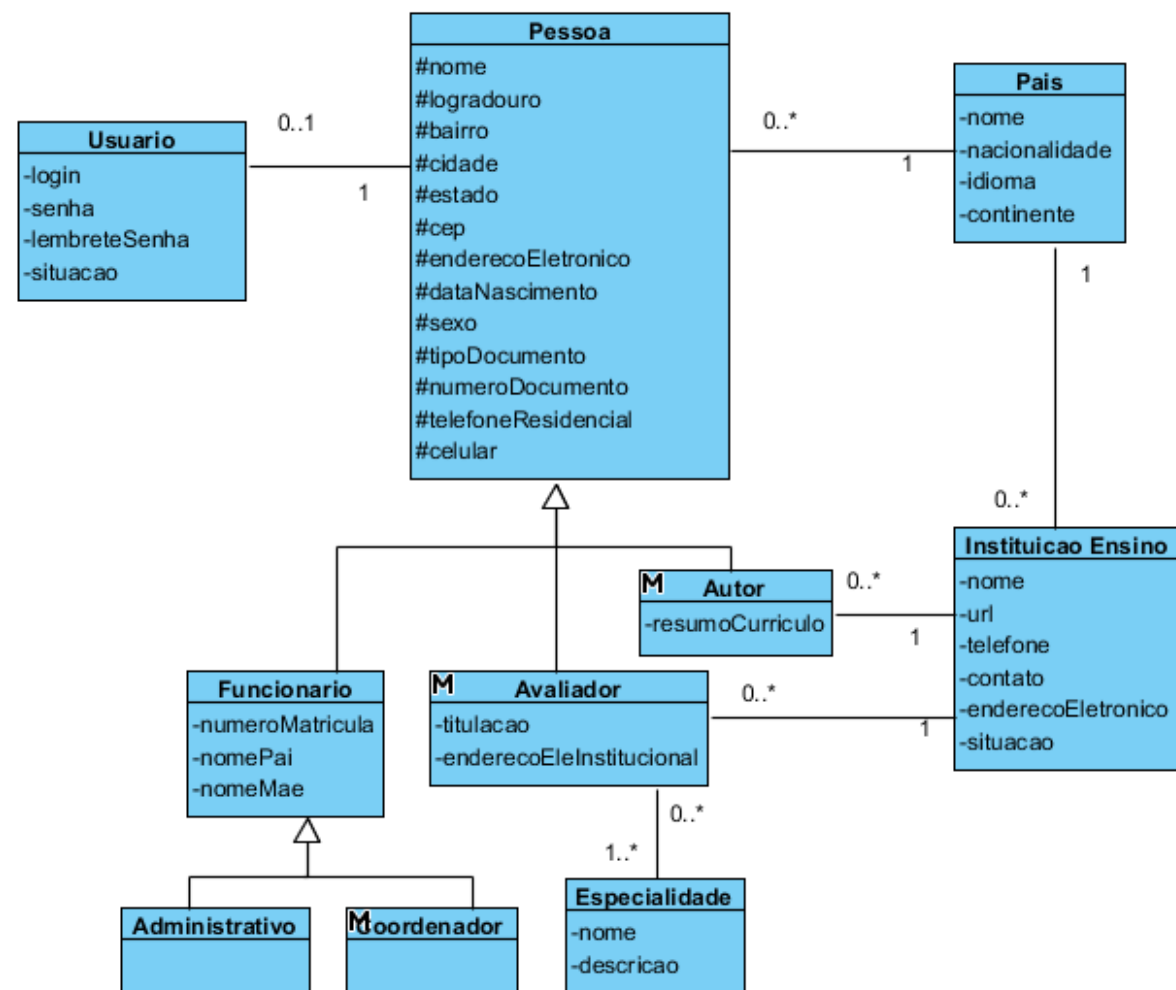 Pessoa
#nome
#logradouro
#bairro
#cidade
#estado
#cep
#enderecoEletronico
#dataNascimento
#sexo
#tipoDocumento
#numeroDocumento
#telefoneResidencial
#celular
Usuario
-login
-senha
-lembreteSenha
-situacao
0..1
1
0..*
1
Pais
-nome
-nacionalidade
-idioma
-continente
1
0..*
Instituicao Ensino
-nome
-url
-telefone
-contato
-enderecoEletronico
-situacao
M Autor
-resumoCurriculo
0..*
1
Funcionario
-numeroMatricula
-nomePai
-nomeMae
M Avaliador
-titulacao
-enderecoEleInstitucional
0..*
1
0..*
1..*
Administrativo
M Coordenador
Especialidade
-nome
-descricao